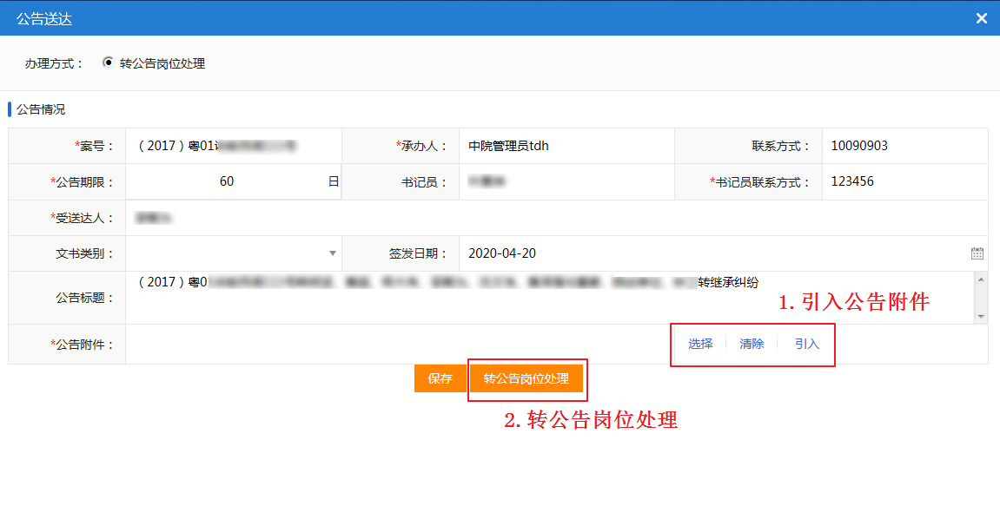 公告送达
办理方式： 转公告岗位处理
公告情况
*案号： （2017）粤01 *承办人： 中院管理员tdh 联系方式： 10090903
*公告期限： 60 日 书记员： *书记员联系方式： 123456
*受送达人：
文书类别： 签发日期： 2020-04-20
公告标题： （2017）粤0 转继承纠纷
1.引入公告附件
*公告附件： 选择 清除 引入
保存 转公告岗位处理
2.转公告岗位处理